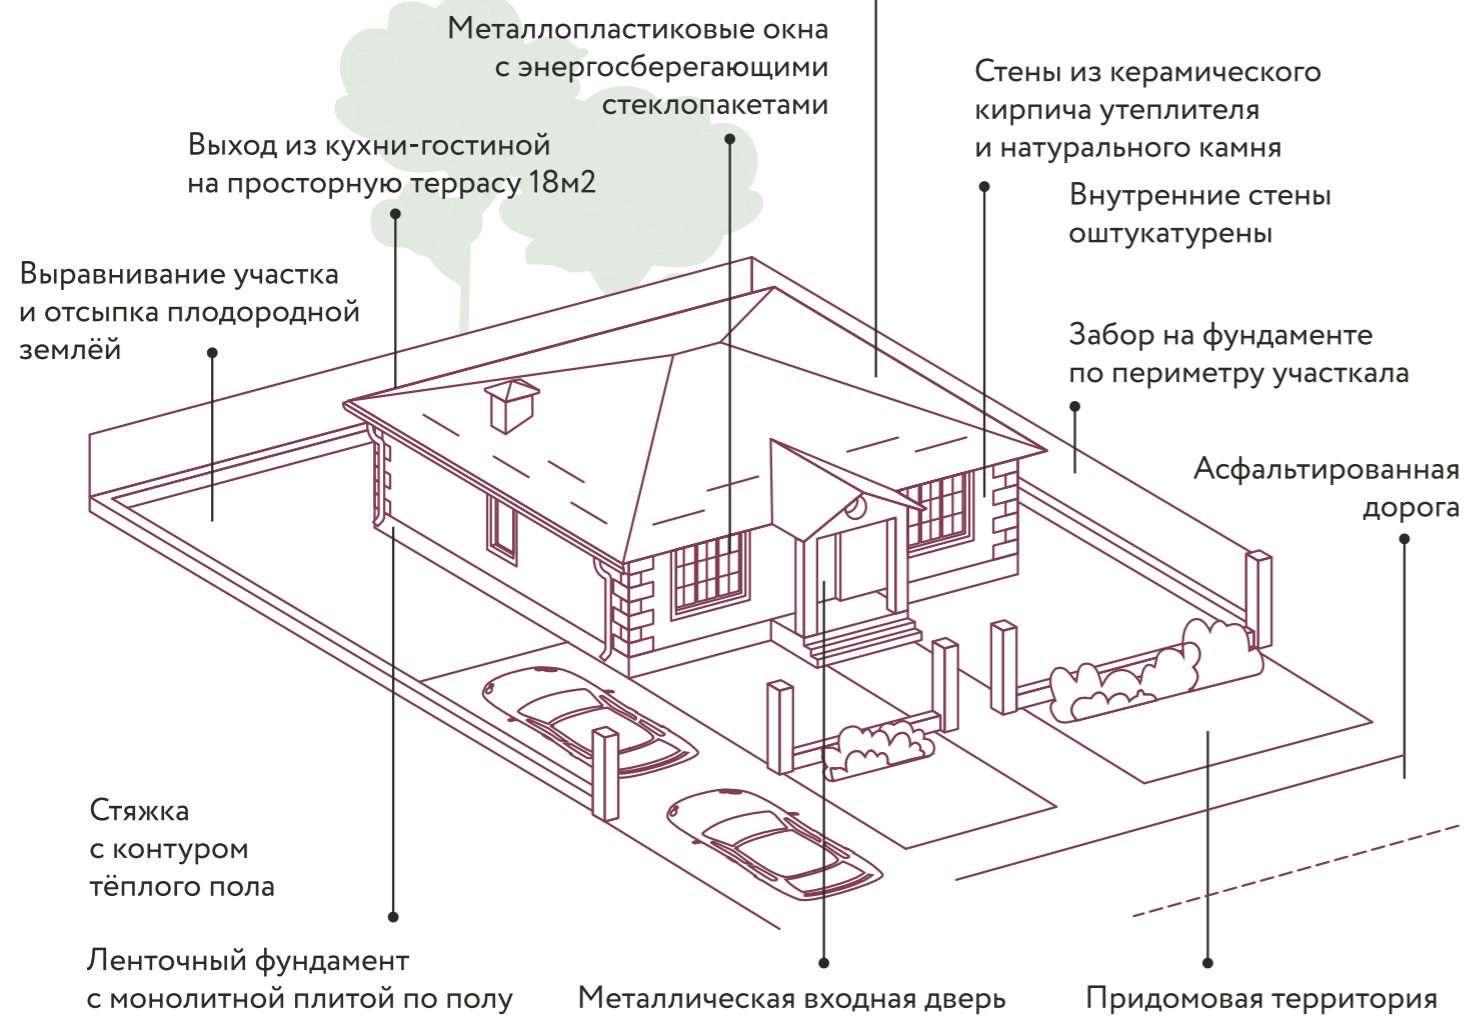 Металлопластиковые окна
с энергосберегающими
стеклопакетами
Стены из керамического
кирпича утеплителя
и натурального камня
Выход из кухни-гостиной
на просторную террасу 18м2
Внутренние стены
оштукатурены
Выравнивание участка
и отсыпка плодородной
землёй
Забор на фундаменте
по периметру участкала
Асфальтированная
дорога
Стяжка
с контуром
тёплого пола
Ленточный фундамент
с монолитной плитой по полу
Металлическая входная дверь
Придомовая территория